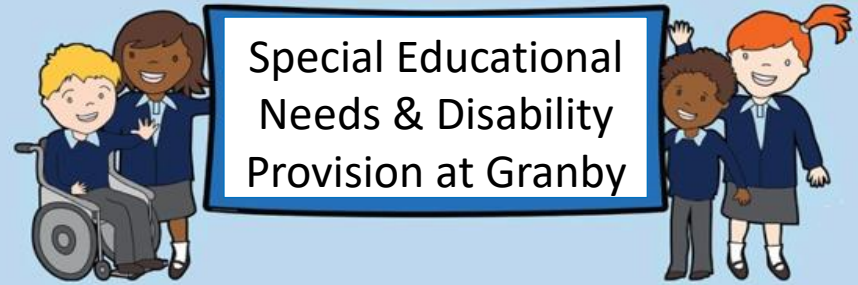 Special Educational
Needs & Disability
Provision at Granby